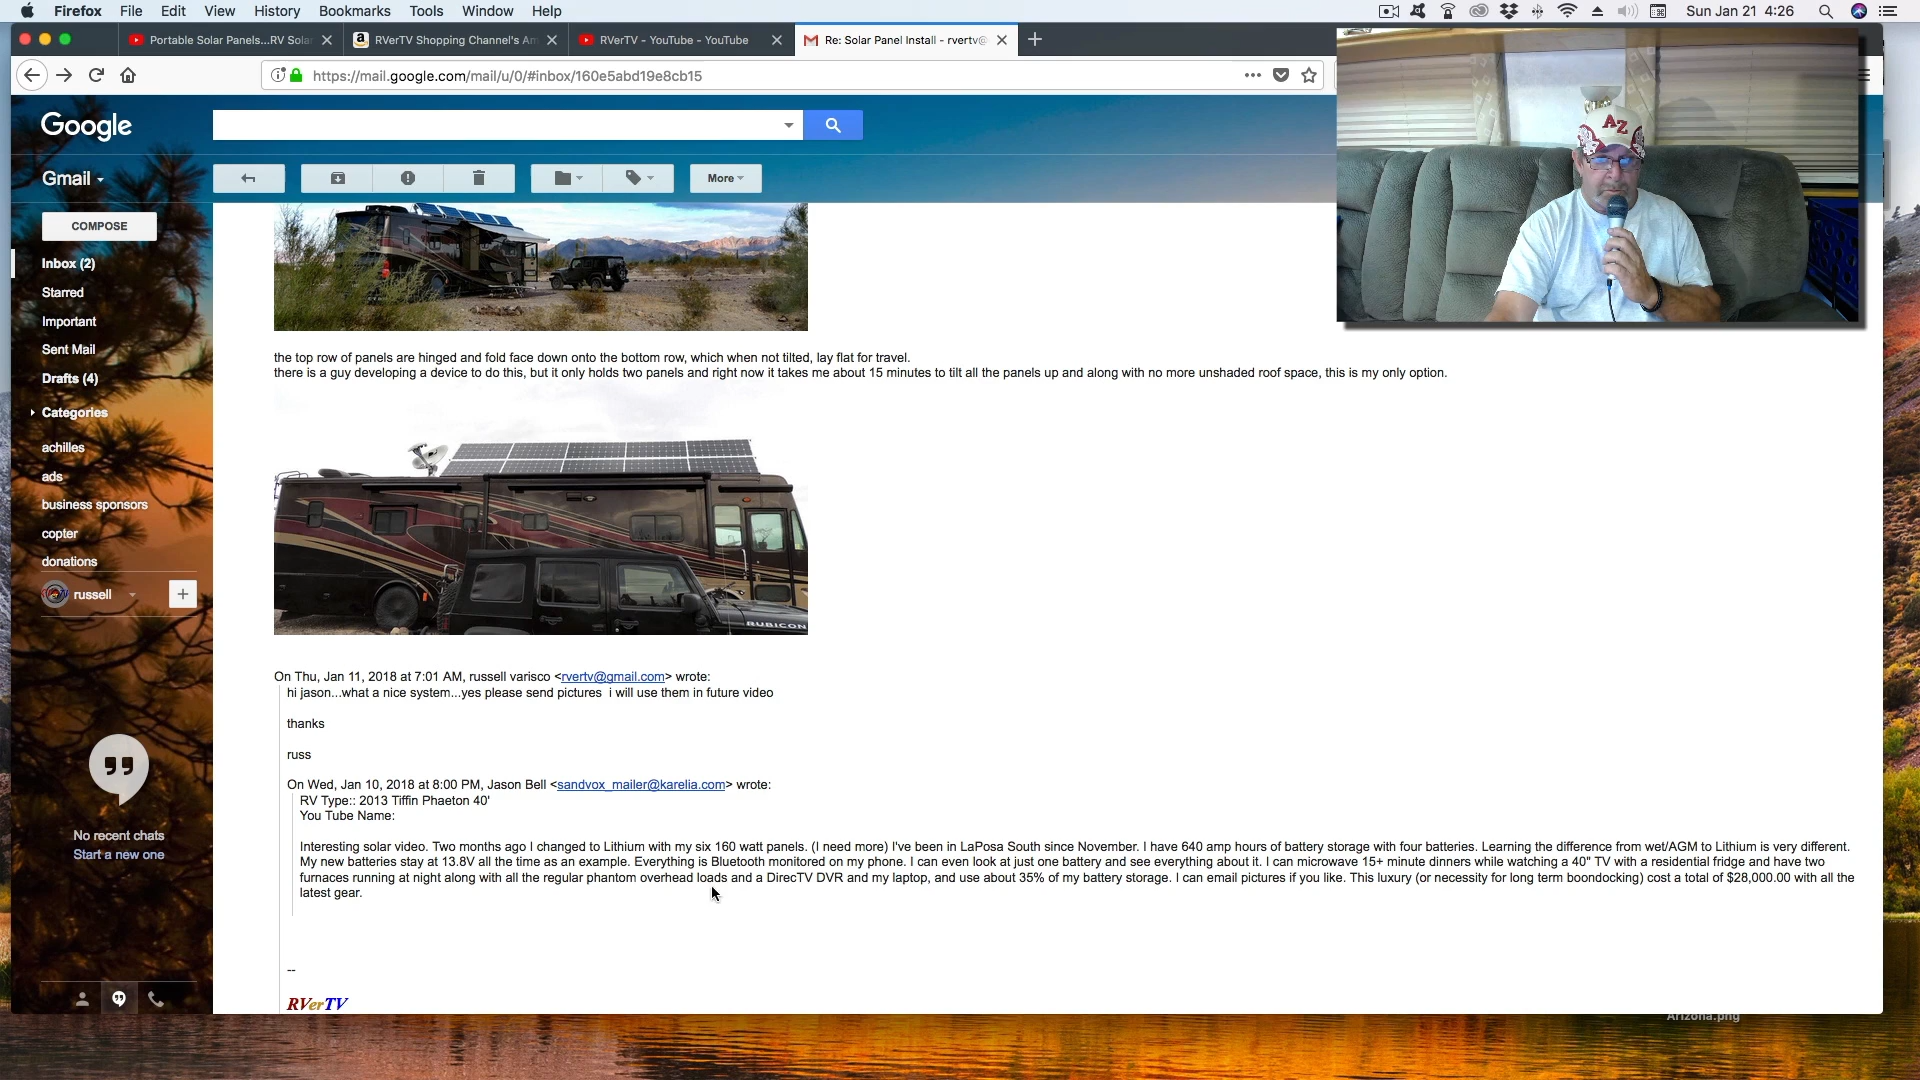 Firefox File Edit View History Bookmarks Tools Window Help
Sun Jan 21 4:26
Portable Solar Panels...RV Sola
RVerTV Shopping Channel's Am
RVerTV - YouTube - YouTube
Re: Solar Panel Install - rvertv@
https://mail.google.com/mail/u/0/#inbox/160e5abd19e8cb15
Google
Gmail
More
COMPOSE
Inbox (2)
Starred
Important
Sent Mail
Drafts (4)
Categories
achilles
ads
business sponsors
copter
donations
russell
No recent chats
Start a new one
AZ
the top row of panels are hinged and fold face down onto the bottom row, which when not tilted, lay flat for travel.
there is a guy developing a device to do this, but it only holds two panels and right now it takes me about 15 minutes to tilt all the panels up and along with no more unshaded roof space, this is my only option.
RUBICON
On Thu, Jan 11, 2018 at 7:01 AM, russell varisco <rvertv@gmail.com> wrote:
hi jason...what a nice system...yes please send pictures i will use them in future video
thanks
russ
On Wed, Jan 10, 2018 at 8:00 PM, Jason Bell <sandvox_mailer@karelia.com> wrote:
RV Type:: 2013 Tiffin Phaeton 40'
You Tube Name:
Interesting solar video. Two months ago I changed to Lithium with my six 160 watt panels. (I need more) I've been in LaPosa South since November. I have 640 amp hours of battery storage with four batteries. Learning the difference from wet/AGM to Lithium is very different.
My new batteries stay at 13.8V all the time as an example. Everything is Bluetooth monitored on my phone. I can even look at just one battery and see everything about it. I can microwave 15+ minute dinners while watching a 40" TV with a residential fridge and have two
furnaces running at night along with all the regular phantom overhead loads and a DirecTV DVR and my laptop, and use about 35% of my battery storage. I can email pictures if you like. This luxury (or necessity for long term boondocking) cost a total of $28,000.00 with all the
latest gear.
--
RVerTV
Arizona.png